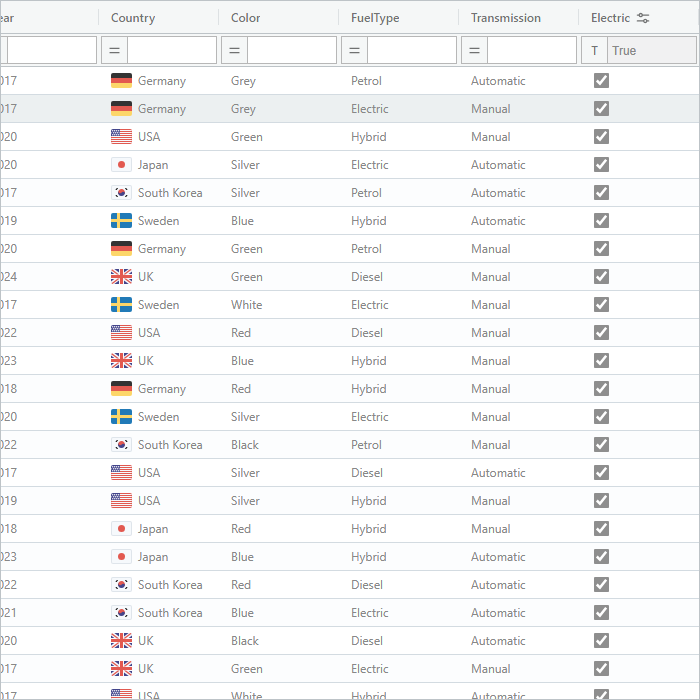 ear Country Color FuelType Transmission Electric
= = = = T True
017 Germany Grey Petrol Automatic
017 Germany Grey Electric Manual
020 USA Green Hybrid Manual
020 Japan Silver Electric Automatic
017 South Korea Silver Petrol Automatic
019 Sweden Blue Hybrid Automatic
020 Germany Green Petrol Manual
024 UK Green Diesel Manual
017 Sweden White Electric Manual
022 USA Red Diesel Manual
023 UK Blue Hybrid Manual
018 Germany Red Hybrid Manual
020 Sweden Silver Electric Manual
022 South Korea Black Petrol Manual
017 USA Silver Diesel Automatic
019 USA Silver Hybrid Manual
018 Japan Red Hybrid Manual
023 Japan Blue Hybrid Automatic
022 South Korea Red Diesel Automatic
021 South Korea Blue Electric Automatic
020 UK Black Diesel Automatic
017 UK Green Electric Manual
017 USA White Hybrid Automatic